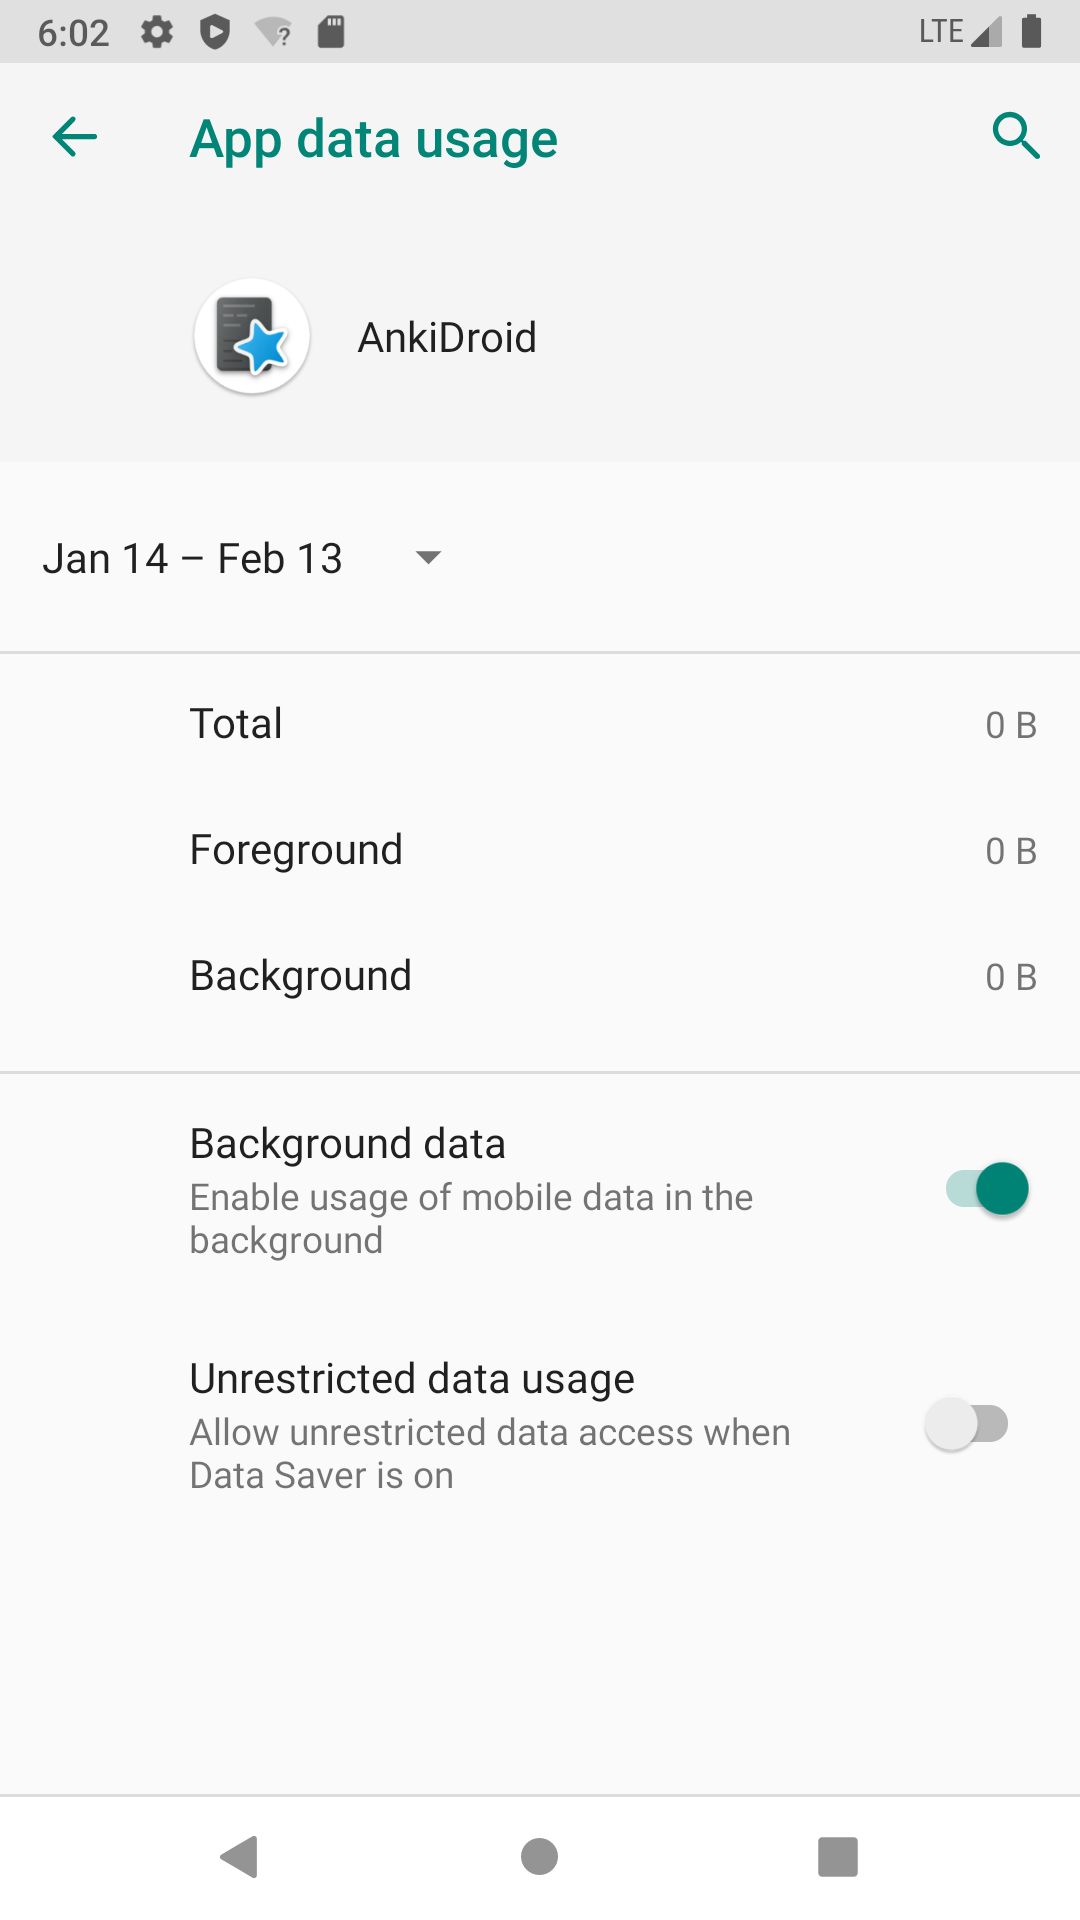 6:02
LTE
App data usage
AnkiDroid
Jan 14 – Feb 13
Total
0 B
Foreground
0 B
Background
0 B
Background data
Enable usage of mobile data in the
background
Unrestricted data usage
Allow unrestricted data access when
Data Saver is on